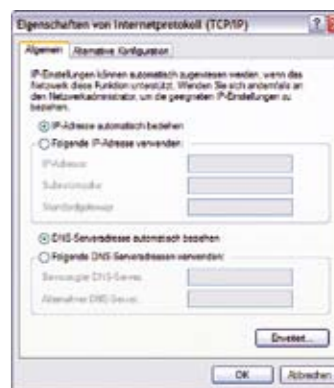 Eigenschaften von Internetprotokoll (TCP/IP)
Allgemein Alternative Konfiguration
IP-Einstellungen können automatisch zugewiesen werden, wenn das
Netzwerk diese Funktion unterstützt. Wenden Sie sich andernfalls an
den Netzwerkadministrator, um die geeigneten IP-Einstellungen zu
beziehen.
IP-Adresse automatisch beziehen
Folgende IP-Adresse verwenden:
IP-Adresse:
Subnetzmaske:
Standardgateway:
DNS-Serveradresse automatisch beziehen
Folgende DNS-Serveradressen verwenden:
Bevorzugter DNS-Server:
Alternativer DNS-Server:
Erweitert...
OK Abbrechen